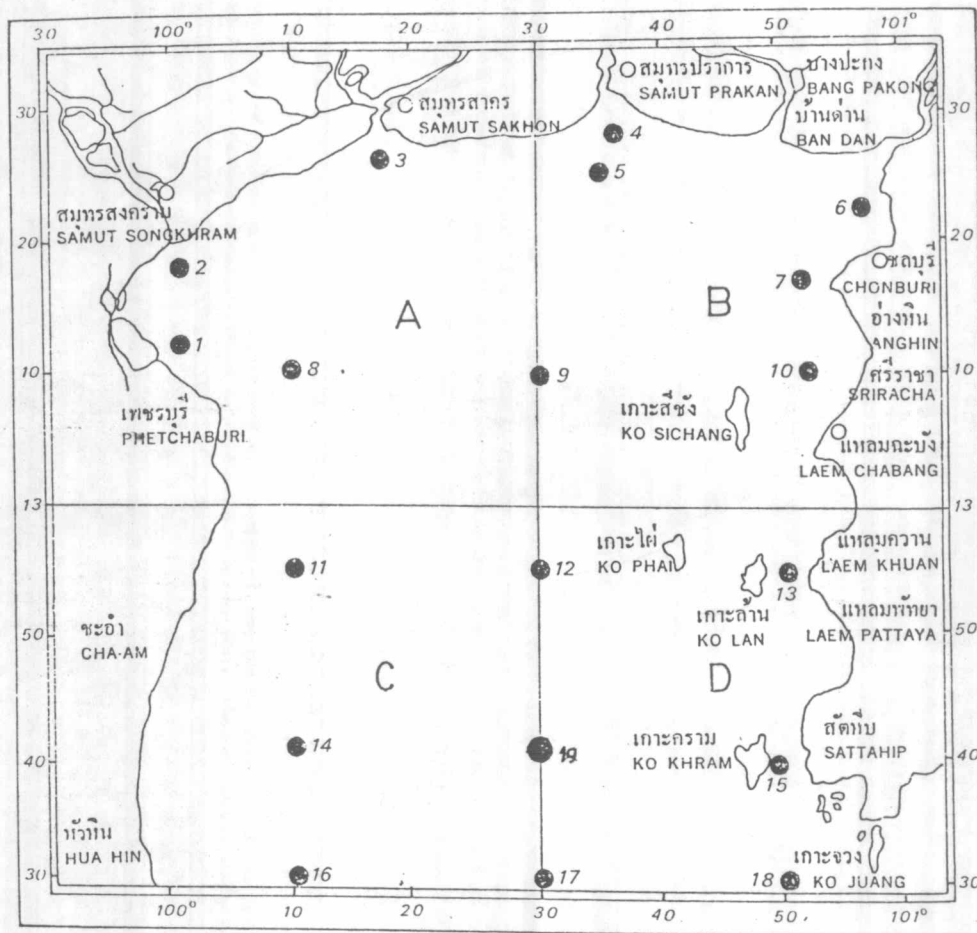 30 100° 10 20 30 40 50 101°
30
30
สมุทรปราการ
SAMUT PRAKAN
บางปะกง
BANG PAKONG
บ้านด่าน
BAN DAN
สมุทรสาคร
SAMUT SAKHON
3
4
5
6
สมุทรสงคราม
SAMUT SONGKHRAM
20
20
2
7
ชลบุรี
CHONBURI
อ่างหิน
ANGHIN
A
B
1
8
9
10
10
10
ศรีราชา
SRIRACHA
เพชรบุรี
PHETCHABURI
เกาะสีชัง
KO SICHANG
แหลมฉะบัง
LAEM CHABANG
13
13
11
12
เกาะไผ่
KO PHAI
13
แหลมควาน
LAEM KHUAN
เกาะล้าน
KO LAN
แหลมพัทยา
LAEM PATTAYA
50
50
ชะอำ
CHA-AM
C
D
14
เกาะคราม
KO KHRAM
15
สัตหีบ
SATTAHIP
40
40
หัวหิน
HUA HIN
16
17
18
เกาะจวง
KO JUANG
30
30
100° 10 20 30 40 50 101°